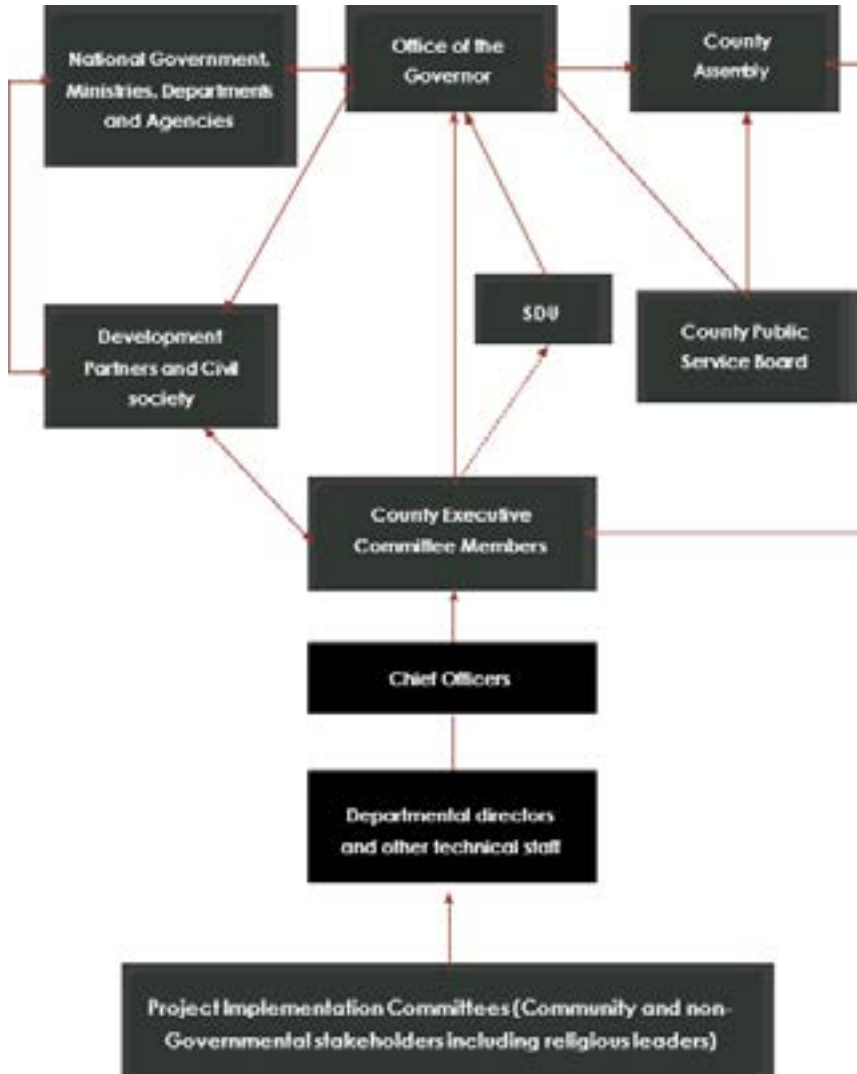 National Government,
Ministries, Departments
and Agencies
Office of the
Governor
County
Assembly
Development
Partners and Civil
society
SDU
County Public
Service Board
County Executive
Committee Members
Chief Officers
Departmental directors
and other technical staff
Project Implementation Committees (Community and non-
Governmental stakeholders including religious leaders)